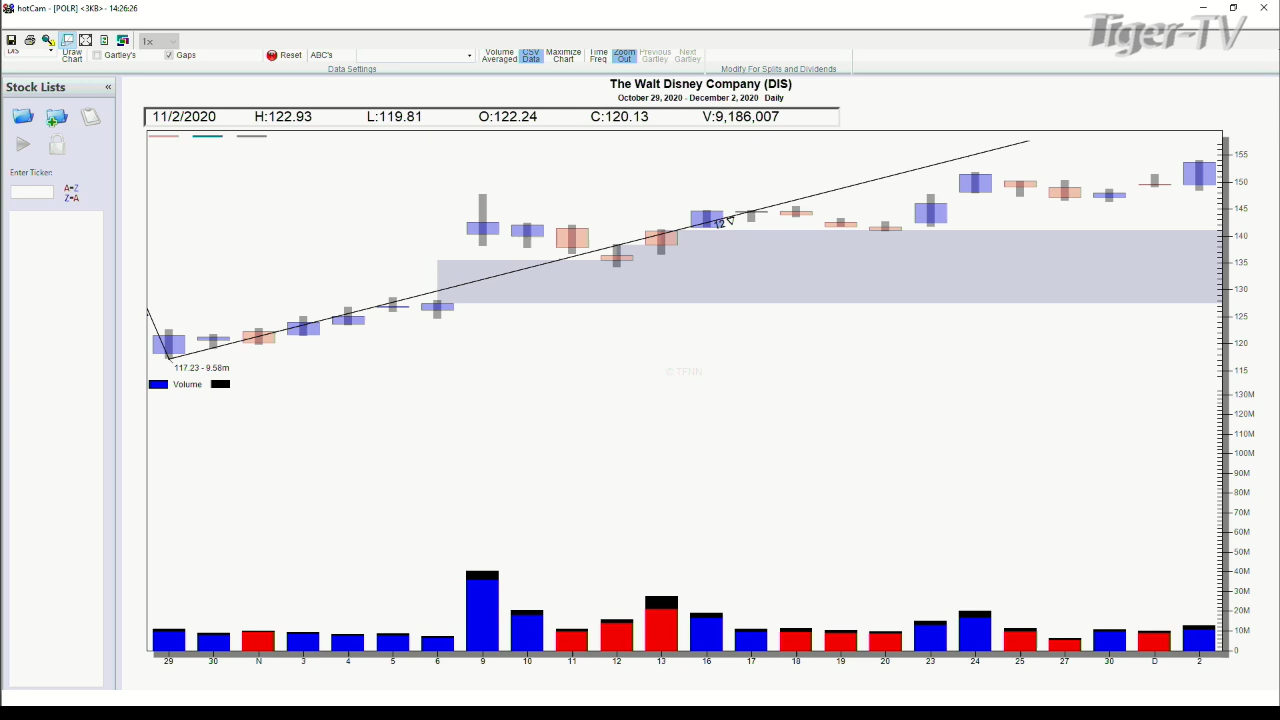 hotCam - [POLR] <3KB> - 14:26:26
Tiger-TV
1x
DIS
Draw Chart
Gartley's
Gaps
Reset
ABC's
Volume Averaged
CSV Data
Maximize Chart
Time Freq
Zoom Out
Previous Gartley
Next Gartley
Data Settings
Modify For Splits and Dividends
Stock Lists «
The Walt Disney Company (DIS)
October 29, 2020 - December 2, 2020 Daily
11/2/2020 H:122.93 L:119.81 O:122.24 C:120.13 V:9,186,007
Enter Ticker:
A=Z
Z=A
155
150
145
12
140
135
130
125
120
117.23 - 9.58m
115
© TFNN
Volume
130M
120M
110M
100M
90M
80M
70M
60M
50M
40M
30M
20M
10M
0
29 30 N 3 4 5 6 9 10 11 12 13 16 17 18 19 20 23 24 25 27 30 D 2